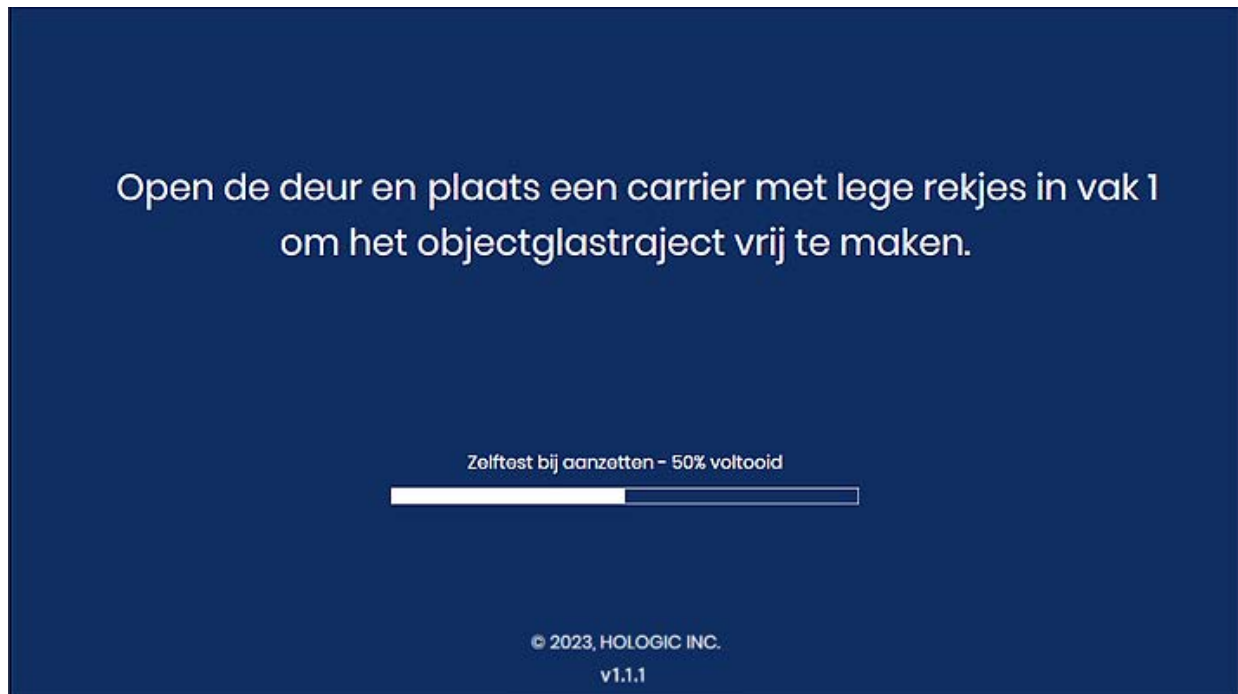 Open de deur en plaats een carrier met lege rekjes in vak 1
om het objectglastraject vrij te maken.
Zelftest bij aanzetten - 50% voltooid
© 2023, HOLOGIC INC.
v1.1.1